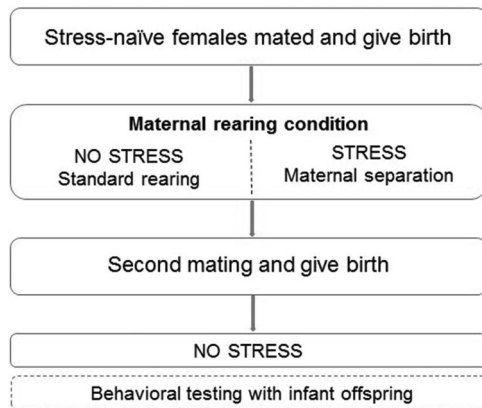 Stress-naïve females mated and give birth
Maternal rearing condition
NO STRESS
Standard rearing
STRESS
Maternal separation
Second mating and give birth
NO STRESS
Behavioral testing with infant offspring